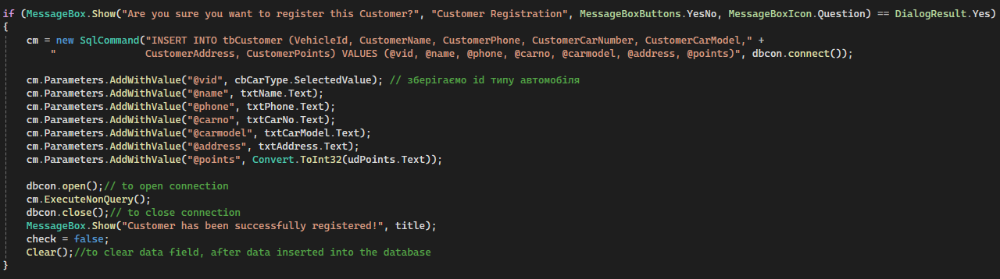 if (MessageBox.Show("Are you sure you want to register this Customer?", "Customer Registration", MessageBoxButtons.YesNo, MessageBoxIcon.Question) == DialogResult.Yes)
{
    cm = new SqlCommand("INSERT INTO tbCustomer (VehicleId, CustomerName, CustomerPhone, CustomerCarNumber, CustomerCarModel," +
        "               CustomerAddress, CustomerPoints) VALUES (@vid, @name, @phone, @carno, @carmodel, @address, @points)", dbcon.connect());
    cm.Parameters.AddWithValue("@vid", cbCarType.SelectedValue); // зберігаємо id типу автомобіля
    cm.Parameters.AddWithValue("@name", txtName.Text);
    cm.Parameters.AddWithValue("@phone", txtPhone.Text);
    cm.Parameters.AddWithValue("@carno", txtCarNo.Text);
    cm.Parameters.AddWithValue("@carmodel", txtCarModel.Text);
    cm.Parameters.AddWithValue("@address", txtAddress.Text);
    cm.Parameters.AddWithValue("@points", Convert.ToInt32(udPoints.Text));
    dbcon.open();// to open connection
    cm.ExecuteNonQuery();
    dbcon.close();// to close connection
    MessageBox.Show("Customer has been successfully registered!", title);
    check = false;
    Clear();//to clear data field, after data inserted into the database
}